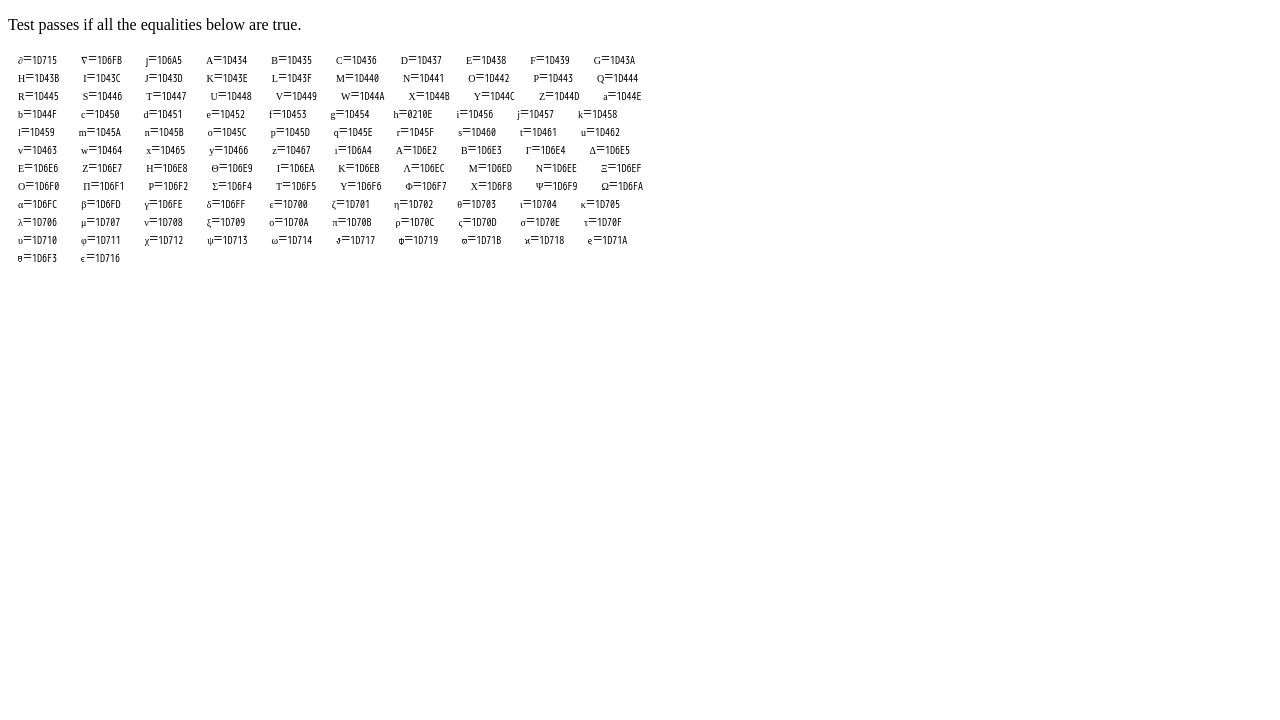 Test passes if all the equalities below are true.
∂=1D715 ∇=1D6FB ȷ=1D6A5 A=1D434 B=1D435 C=1D436 D=1D437 E=1D438 F=1D439 G=1D43A
H=1D43B I=1D43C J=1D43D K=1D43E L=1D43F M=1D440 N=1D441 O=1D442 P=1D443 Q=1D444
R=1D445 S=1D446 T=1D447 U=1D448 V=1D449 W=1D44A X=1D44B Y=1D44C Z=1D44D a=1D44E
b=1D44F c=1D450 d=1D451 e=1D452 f=1D453 g=1D454 h=0210E i=1D456 j=1D457 k=1D458
l=1D459 m=1D45A n=1D45B o=1D45C p=1D45D q=1D45E r=1D45F s=1D460 t=1D461 u=1D462
v=1D463 w=1D464 x=1D465 y=1D466 z=1D467 ı=1D6A4 Α=1D6E2 Β=1D6E3 Γ=1D6E4 Δ=1D6E5
Ε=1D6E6 Ζ=1D6E7 Η=1D6E8 Θ=1D6E9 Ι=1D6EA Κ=1D6EB Λ=1D6EC Μ=1D6ED Ν=1D6EE Ξ=1D6EF
Ο=1D6F0 Π=1D6F1 Ρ=1D6F2 Σ=1D6F4 Τ=1D6F5 Υ=1D6F6 Φ=1D6F7 Χ=1D6F8 Ψ=1D6F9 Ω=1D6FA
α=1D6FC β=1D6FD γ=1D6FE δ=1D6FF ε=1D700 ζ=1D701 η=1D702 θ=1D703 ι=1D704 κ=1D705
λ=1D706 μ=1D707 ν=1D708 ξ=1D709 ο=1D70A π=1D70B ρ=1D70C ς=1D70D σ=1D70E τ=1D70F
υ=1D710 φ=1D711 χ=1D712 ψ=1D713 ω=1D714 ϑ=1D717 ϕ=1D719 ϖ=1D71B ϰ=1D718 ϱ=1D71A
ϴ=1D6F3 ϵ=1D716